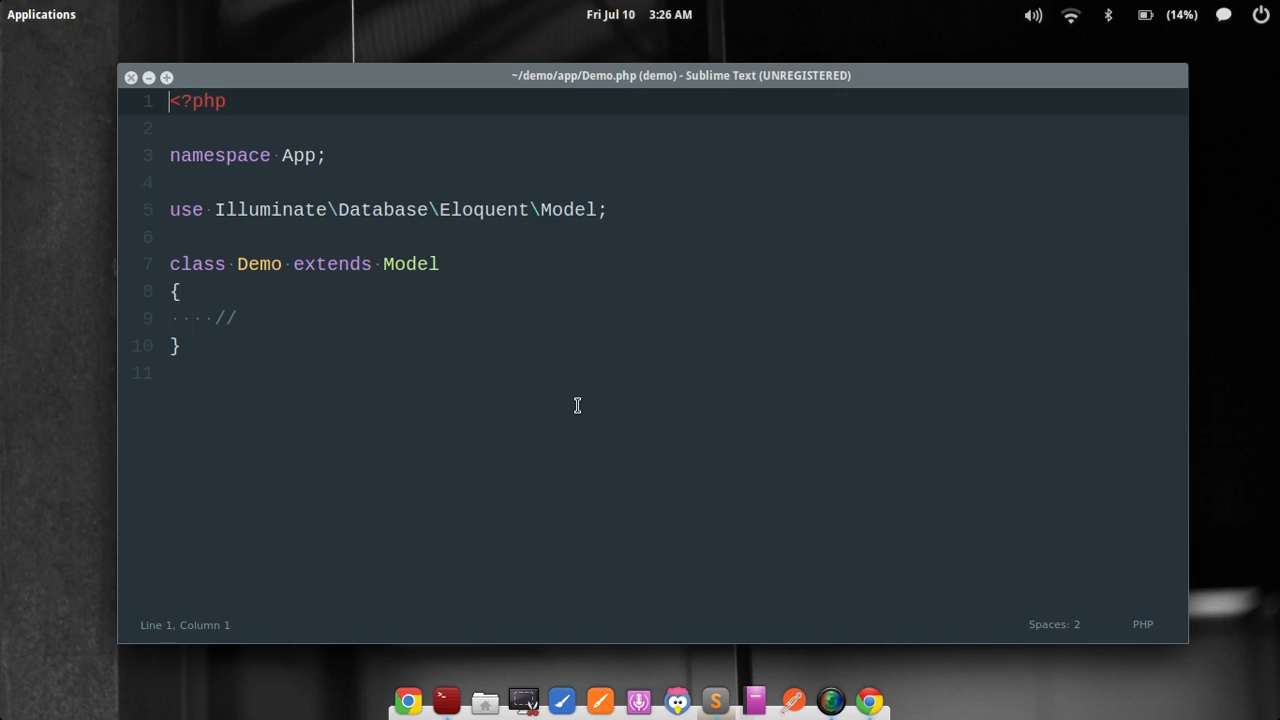 Applications
Fri Jul 10 3:26 AM
(14%)
~/demo/app/Demo.php (demo) - Sublime Text (UNREGISTERED)
1 <?php
2
3 namespace App;
4
5 use Illuminate\Database\Eloquent\Model;
6
7 class Demo extends Model
8 {
9 //
10 }
11
Line 1, Column 1
Spaces: 2
PHP